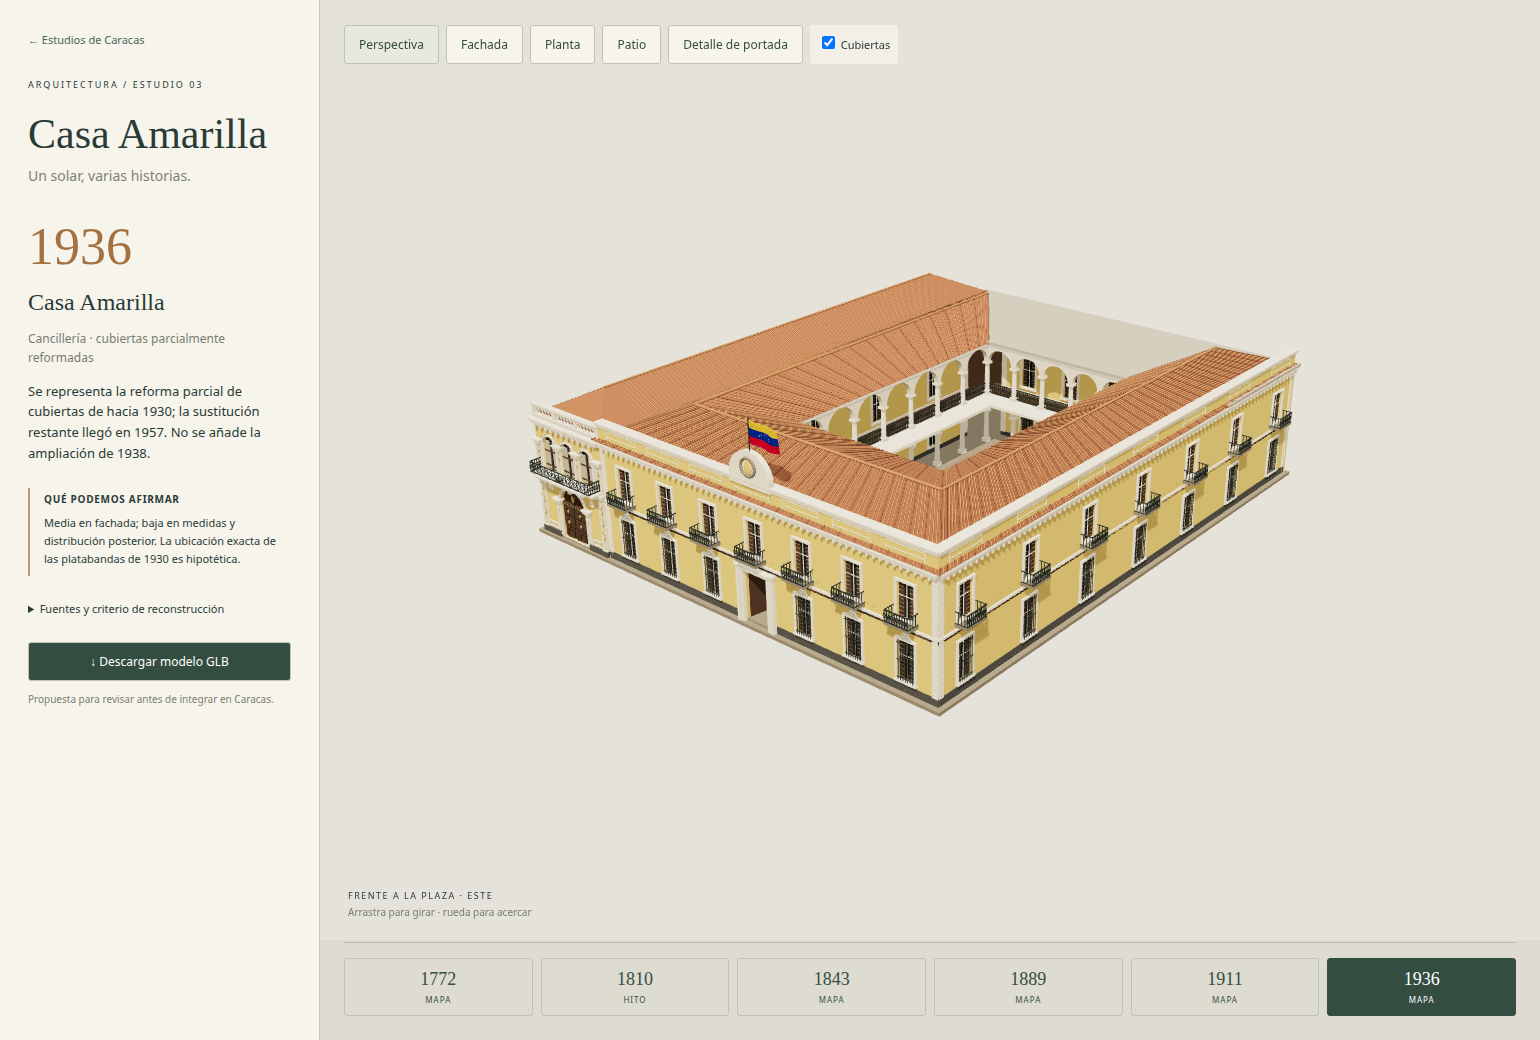 ← Estudios de Caracas
ARQUITECTURA / ESTUDIO 03
Casa Amarilla
Un solar, varias historias.
1936
Casa Amarilla
Cancillería · cubiertas parcialmente
reformadas
Se representa la reforma parcial de
cubiertas de hacia 1930; la sustitución
restante llegó en 1957. No se añade la
ampliación de 1938.
QUÉ PODEMOS AFIRMAR
Media en fachada; baja en medidas y
distribución posterior. La ubicación exacta de
las platabandas de 1930 es hipotética.
▶ Fuentes y criterio de reconstrucción
↓ Descargar modelo GLB
Propuesta para revisar antes de integrar en Caracas.
Perspectiva
Fachada
Planta
Patio
Detalle de portada
Cubiertas
FRENTE A LA PLAZA · ESTE
Arrastra para girar · rueda para acercar
1772
MAPA
1810
HITO
1843
MAPA
1889
MAPA
1911
MAPA
1936
MAPA